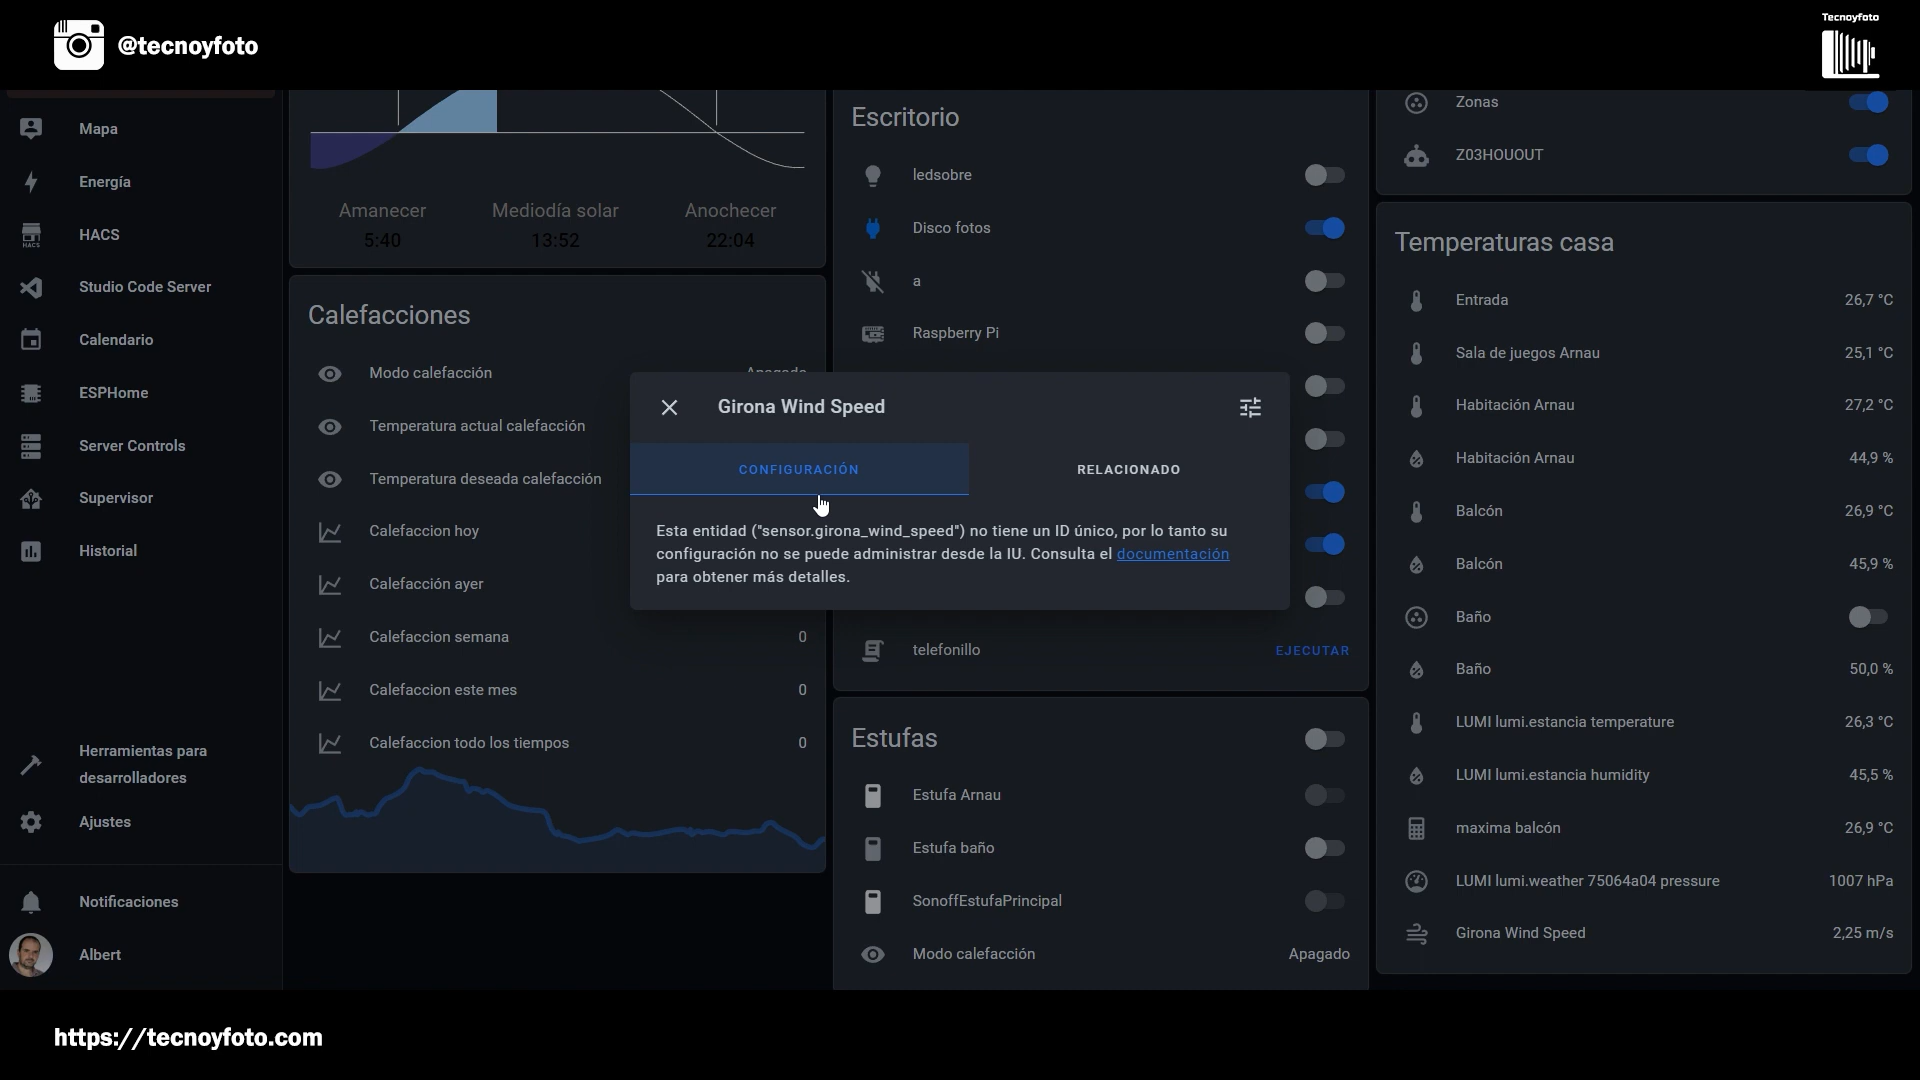 @tecnoyfoto
Tecnoyfoto
Mapa
Energía
HACS
HACS
Studio Code Server
Calendario
ESPHome
Server Controls
Supervisor
Historial
Herramientas para
desarrolladores
Ajustes
Notificaciones
Albert
Amanecer
Mediodía solar
Anochecer
5:40
13:52
22:04
Calefacciones
Modo calefacción
Apagado
Temperatura actual calefacción
Temperatura deseada calefacción
Calefaccion hoy
Calefacción ayer
Calefaccion semana
0
Calefaccion este mes
0
Calefaccion todo los tiempos
0
Escritorio
ledsobre
Disco fotos
a
Raspberry Pi
Girona Wind Speed
CONFIGURACIÓN
RELACIONADO
Esta entidad ("sensor.girona_wind_speed") no tiene un ID único, por lo tanto su
configuración no se puede administrar desde la IU. Consulta el documentación
para obtener más detalles.
telefonillo
EJECUTAR
Estufas
Estufa Arnau
Estufa baño
SonoffEstufaPrincipal
Modo calefacción
Apagado
Zonas
Z03HOUOUT
Temperaturas casa
Entrada
26,7 °C
Sala de juegos Arnau
25,1 °C
Habitación Arnau
27,2 °C
Habitación Arnau
44,9 %
Balcón
26,9 °C
Balcón
45,9 %
Baño
Baño
50,0 %
LUMI lumi.estancia temperature
26,3 °C
LUMI lumi.estancia humidity
45,5 %
maxima balcón
26,9 °C
LUMI lumi.weather 75064a04 pressure
1007 hPa
Girona Wind Speed
2,25 m/s
https://tecnoyfoto.com